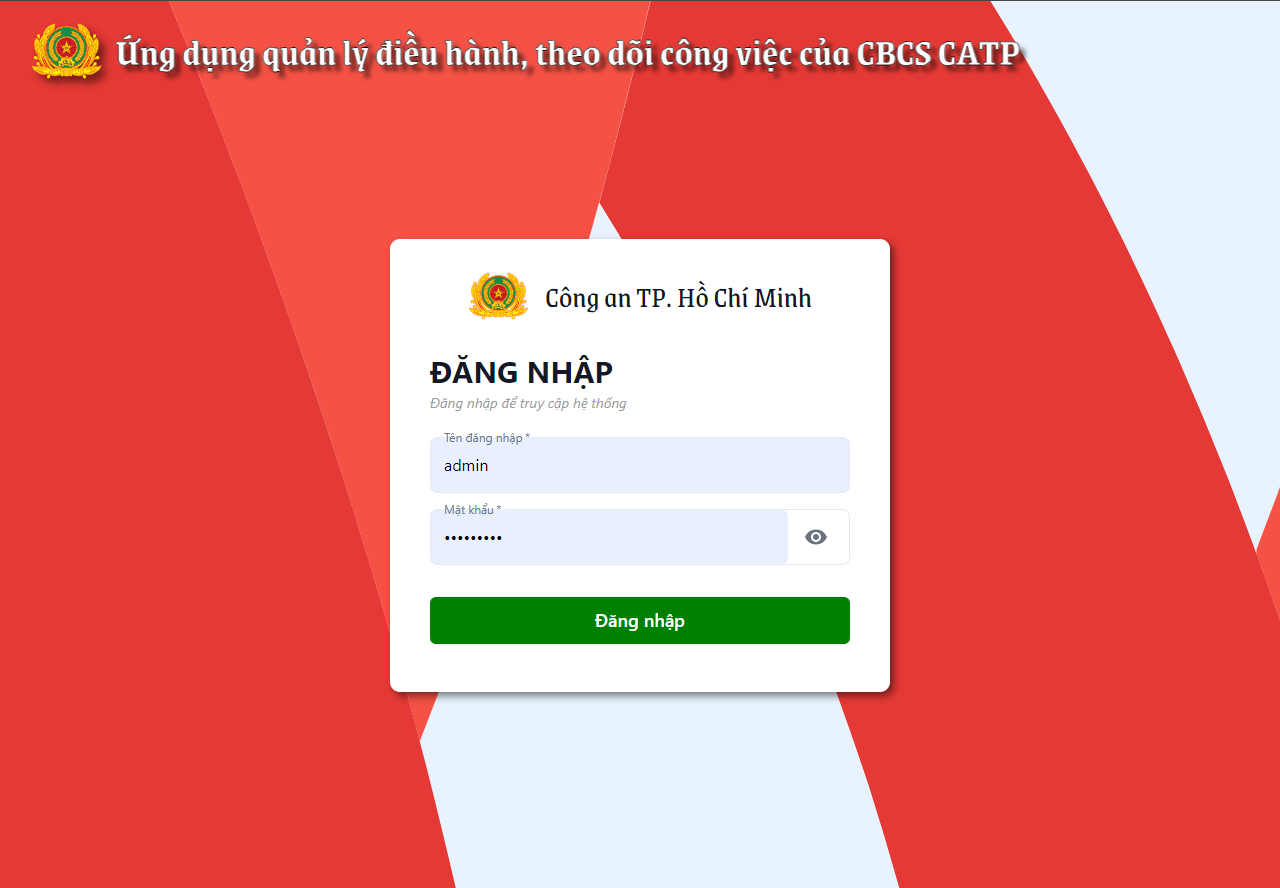 Ứng dụng quản lý điều hành, theo dõi công việc của CBCS CATP
Công an TP. Hồ Chí Minh
ĐĂNG NHẬP
Đăng nhập để truy cập hệ thống
Tên đăng nhập *
admin
Mật khẩu *
•••••••••
Đăng nhập